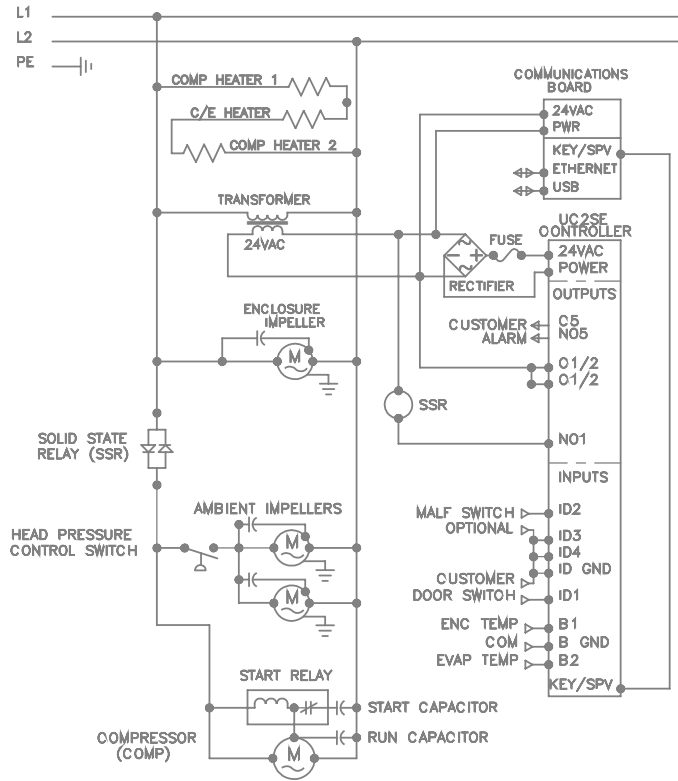 L1
L2
PE
COMP HEATER 1
C/E HEATER
COMP HEATER 2
COMMUNICATIONS
BOARD
24VAC
PWR
KEY/SPV
ETHERNET
USB
TRANSFORMER
24VAC
UC2SE
CONTROLLER
FUSE
24VAC
POWER
RECTIFIER
OUTPUTS
ENCLOSURE
IMPELLER
M
CUSTOMER
ALARM
C5
NO5
O1/2
O1/2
SSR
SOLID STATE
RELAY (SSR)
NO1
INPUTS
AMBIENT IMPELLERS
M
M
HEAD PRESSURE
CONTROL SWITCH
MALF SWITCH
OPTIONAL
CUSTOMER
DOOR SWITCH
ID2
ID3
ID4
ID GND
ID1
ENC TEMP
COM
EVAP TEMP
B1
B GND
B2
KEY/SPV
START RELAY
START CAPACITOR
RUN CAPACITOR
COMPRESSOR
(COMP)
M